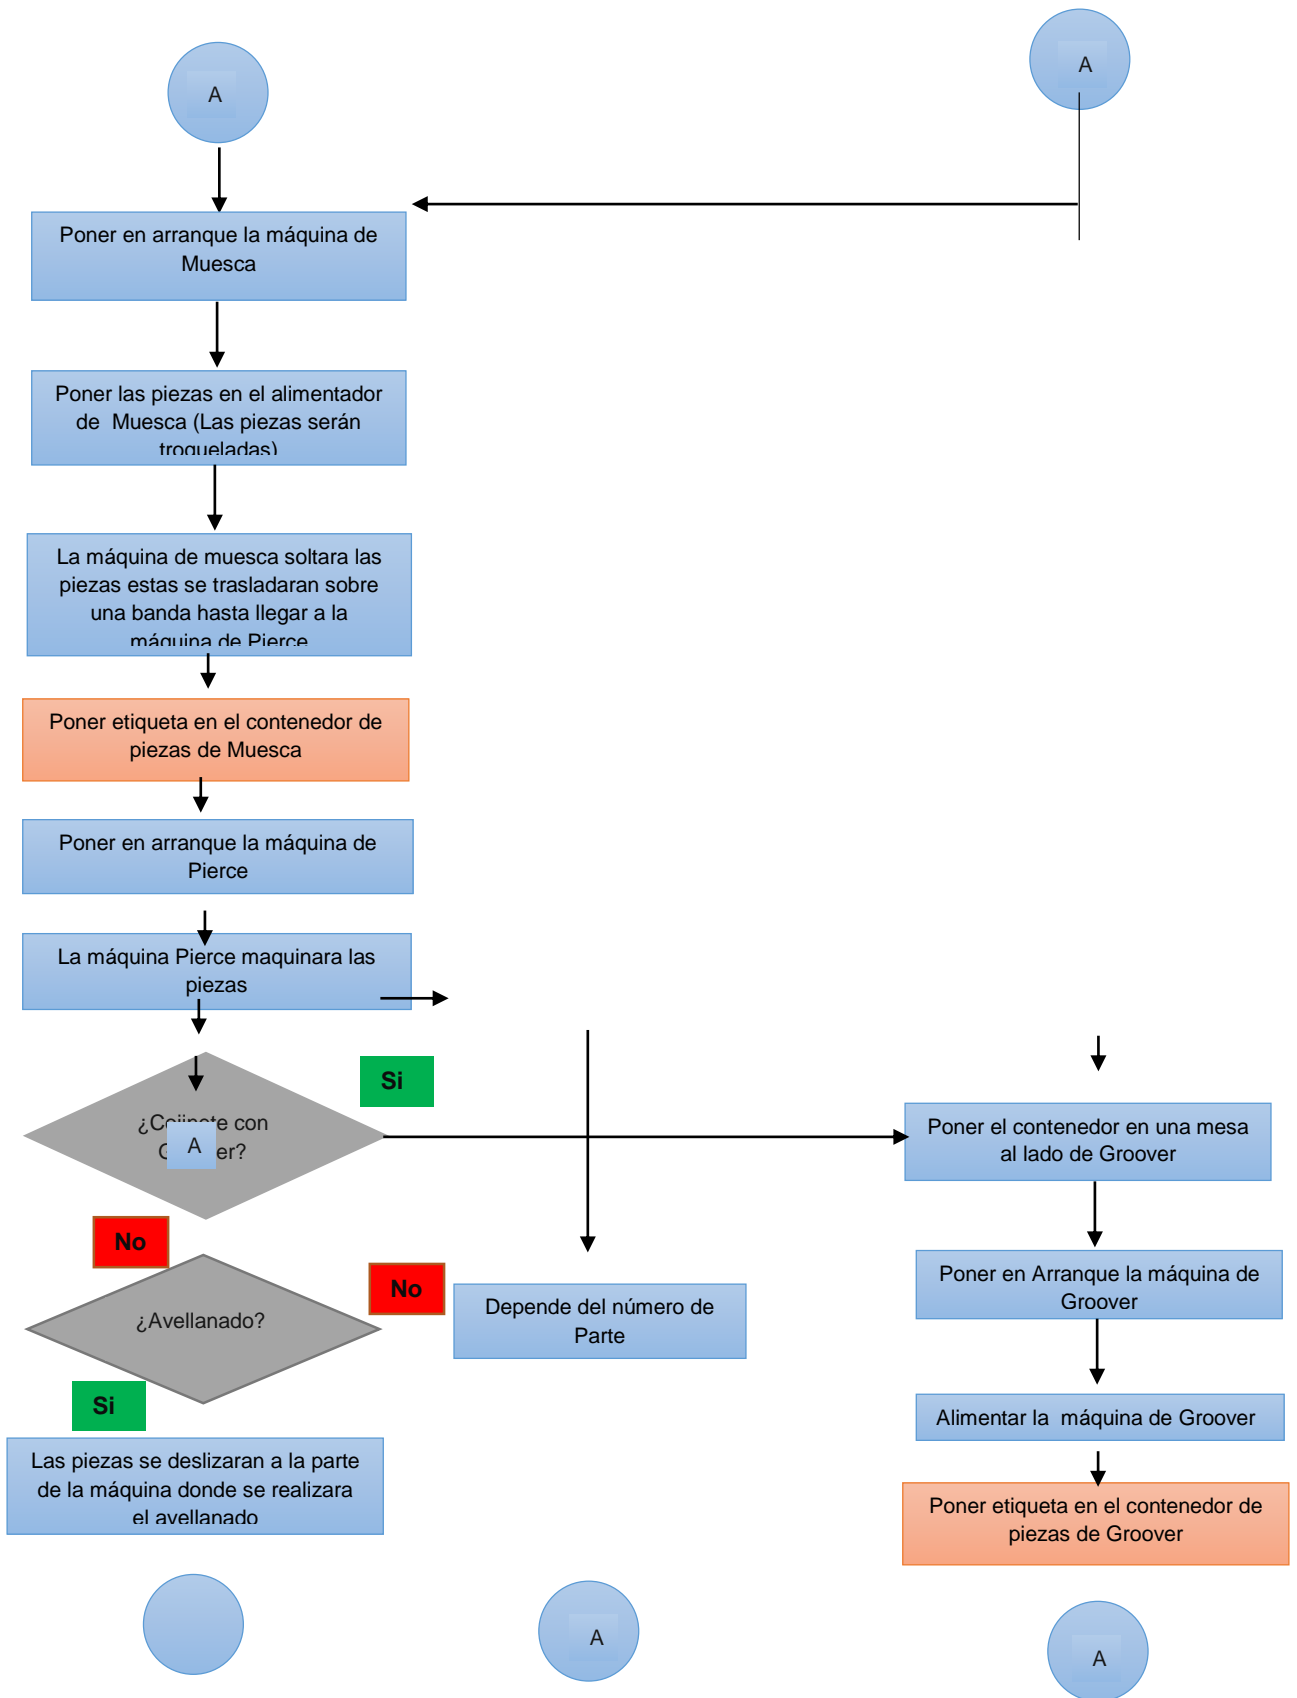 A
A
Poner en arranque la máquina de
Muesca
Poner las piezas en el alimentador
de Muesca (Las piezas serán
troqueladas)
La máquina de muesca soltara las
piezas estas se trasladaran sobre
una banda hasta llegar a la
máquina de Pierce
Poner etiqueta en el contenedor de
piezas de Muesca
Poner en arranque la máquina de
Pierce
La máquina Pierce maquinara las
piezas
Si
¿Cojinete con
A
No
¿Avellanado?
No
Si
Las piezas se deslizaran a la parte
de la máquina donde se realizara
el avellanado
Depende del número de
Parte
A
Poner el contenedor en una mesa
al lado de Groover
Poner en Arranque la máquina de
Groover
Alimentar la máquina de Groover
Poner etiqueta en el contenedor de
piezas de Groover
A